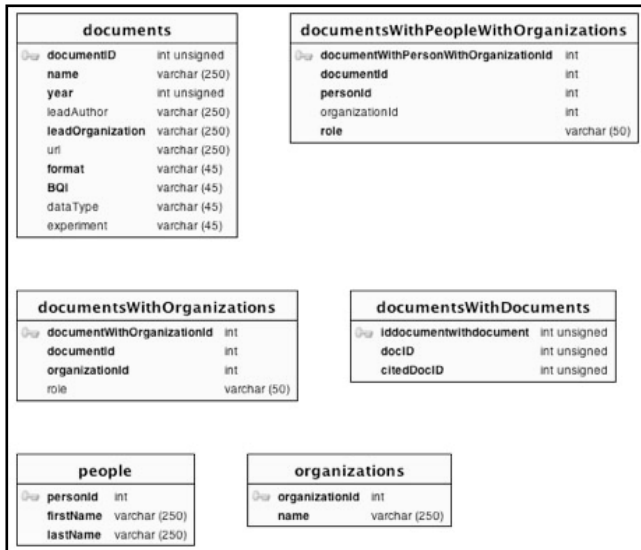 documents
documentID int unsigned
name varchar (250)
year int unsigned
leadAuthor varchar (250)
leadOrganization varchar (250)
url varchar (250)
format varchar (45)
BQI varchar (45)
dataType varchar (45)
experiment varchar (45)
documentsWithPeopleWithOrganizations
documentWithPersonWithOrganizationId int
documentId int
personId int
organizationId int
role varchar (50)
documentsWithOrganizations
documentWithOrganizationId int
documentId int
organizationId int
role varchar (50)
documentsWithDocuments
iddocumentwithdocument int unsigned
docID int unsigned
citedDocID int unsigned
people
personId int
firstName varchar (250)
lastName varchar (250)
organizations
organizationId int
name varchar (250)